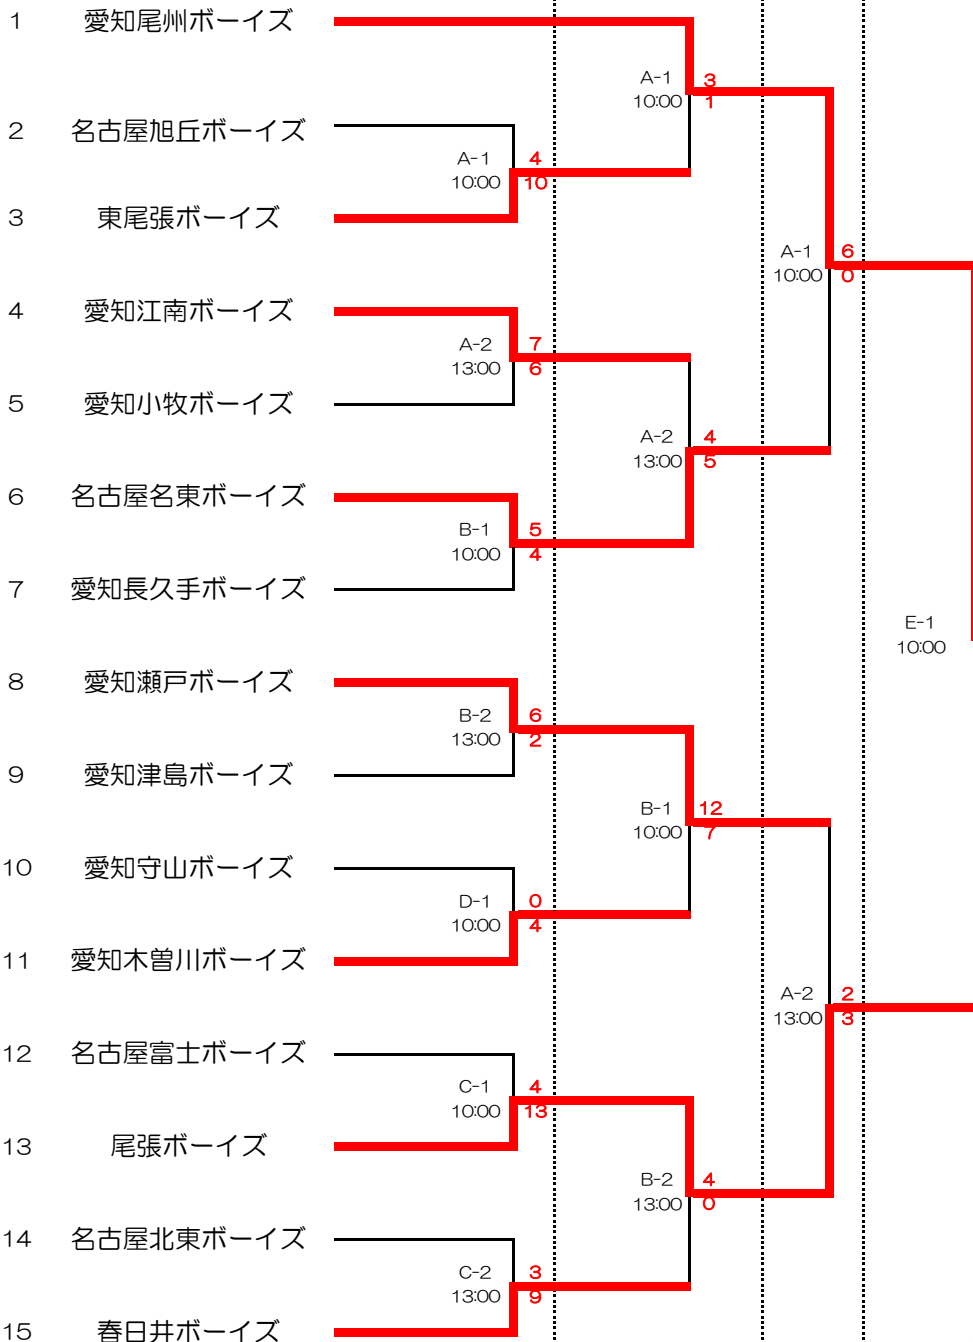 1 愛知尾州ボーイズ
A-1 3
10:00 1
2 名古屋旭丘ボーイズ
A-1 4
10:00 10
3 東尾張ボーイズ
A-1 6
10:00 0
4 愛知江南ボーイズ
A-2 7
13:00 6
5 愛知小牧ボーイズ
A-2 4
13:00 5
6 名古屋名東ボーイズ
B-1 5
10:00 4
7 愛知長久手ボーイズ
E-1
10:00
8 愛知瀬戸ボーイズ
B-2 6
13:00 2
9 愛知津島ボーイズ
B-1 12
10:00 7
10 愛知守山ボーイズ
D-1 0
10:00 4
11 愛知木曽川ボーイズ
A-2 2
13:00 3
12 名古屋富士ボーイズ
C-1 4
10:00 13
13 尾張ボーイズ
B-2 4
13:00 0
14 名古屋北東ボーイズ
C-2 3
13:00 9
15 春日井ボーイズ